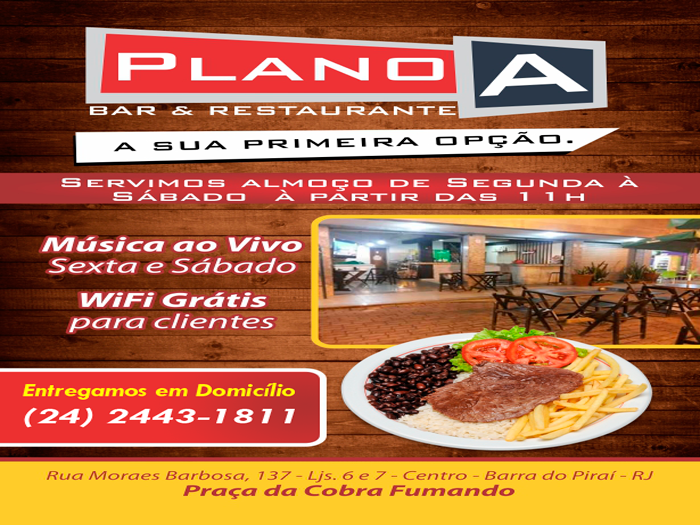 PLANO A
BAR & RESTAURANTE
A SUA PRIMEIRA OPÇÃO.
SERVIMOS ALMOÇO DE SEGUNDA À
SÁBADO À PARTIR DAS 11H
Música ao Vivo
Sexta e Sábado
WiFi Grátis
para clientes
Entregamos em Domicílio
(24) 2443-1811
Rua Moraes Barbosa, 137 - Ljs. 6 e 7 - Centro - Barra do Piraí - RJ
Praça da Cobra Fumando